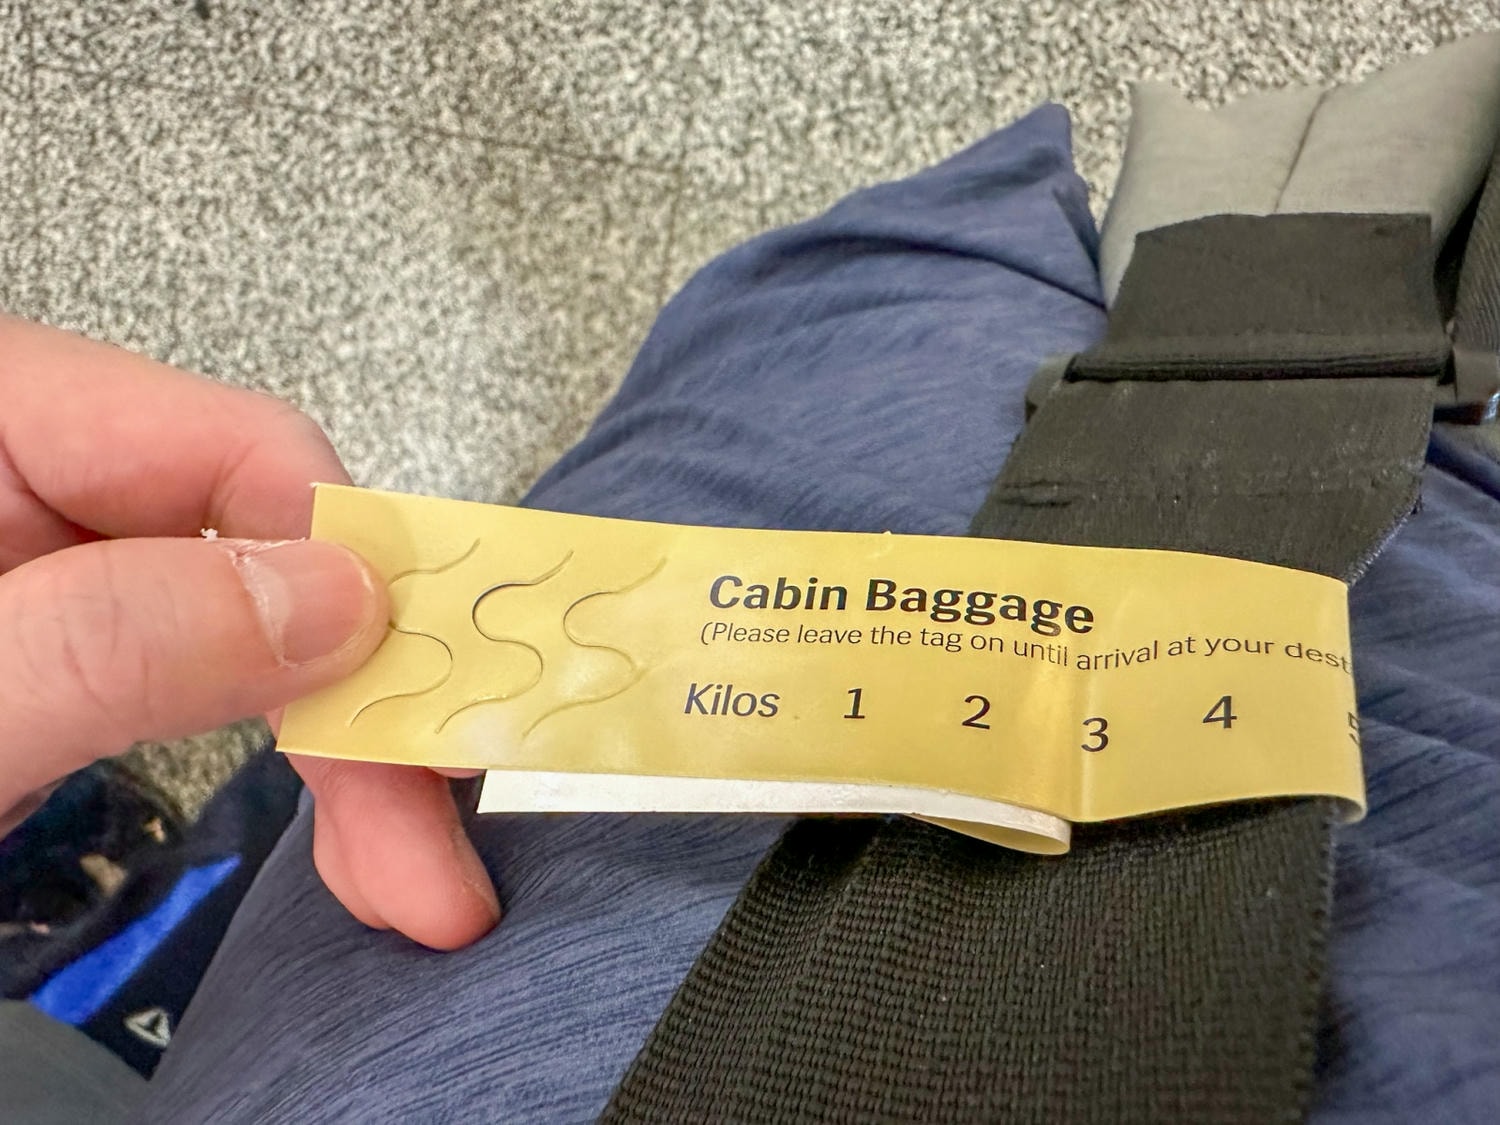 Cabin Baggage
(Please leave the tag on until arrival at your
Kilos 1 2 3 4